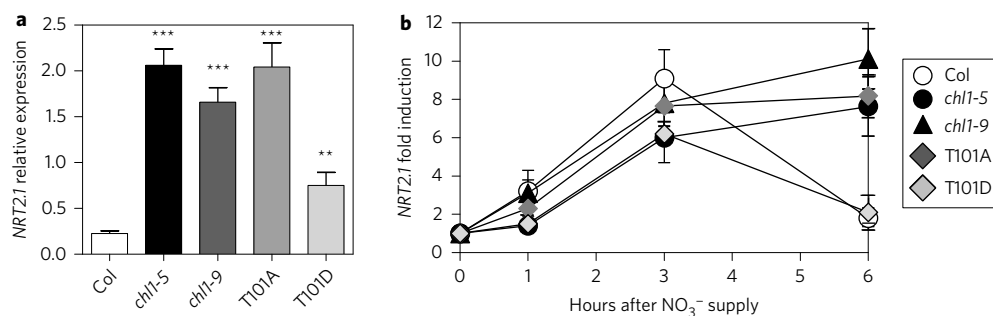 a
NRT2.1 relative expression
2.5
2.0
1.5
1.0
0.5
0.0
***
***
***
**
Col
chl1-5
chl1-9
T101A
T101D
b
NRT2.1 fold induction
12
10
8
6
4
2
0
0
1
2
3
4
5
6
Hours after NO₃⁻ supply
Col
chl1-5
chl1-9
T101A
T101D